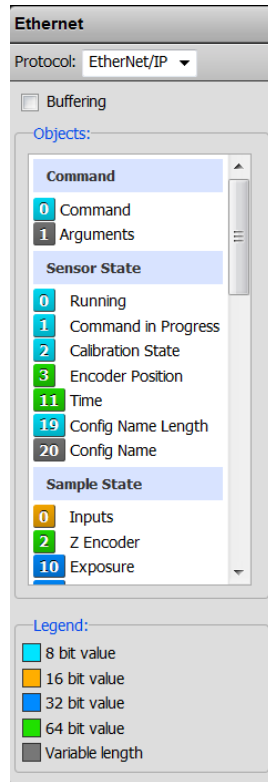 Ethernet
Protocol: EtherNet/IP
Buffering
Objects:
Command
0 Command
1 Arguments
Sensor State
0 Running
1 Command in Progress
2 Calibration State
3 Encoder Position
11 Time
19 Config Name Length
20 Config Name
Sample State
0 Inputs
2 Z Encoder
10 Exposure
Legend:
8 bit value
16 bit value
32 bit value
64 bit value
Variable length